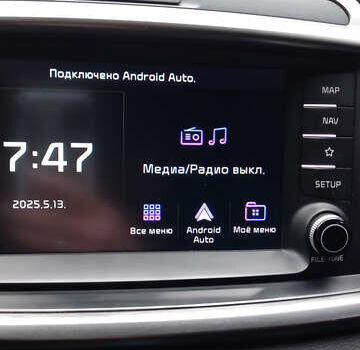 Подключено Android Auto.
7:47
2025.5.13.
Медиа/Радио выкл.
Все меню
Android
Auto
Моё меню
MAP
NAV
SETUP
FILE TUNE